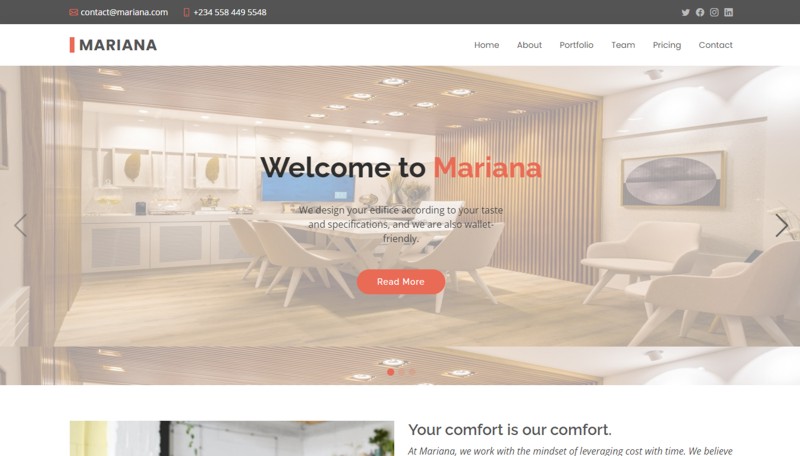 contact@mariana.com +234 558 449 5548
MARIANA
Home About Portfolio Team Pricing Contact
Welcome to Mariana
We design your edifice according to your taste
and specifications, and we are also wallet-
friendly.
Read More
Your comfort is our comfort.
At Mariana, we work with the mindset of leveraging cost with time. We believe